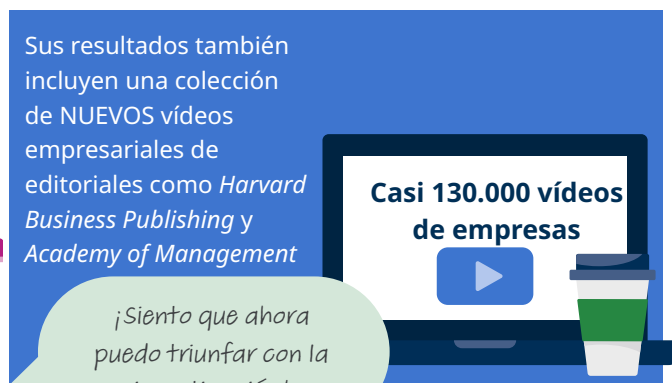 Sus resultados también
incluyen una colección
de NUEVOS vídeos
empresariales de
editoriales como Harvard
Business Publishing y
Academy of Management
Casi 130.000 vídeos
de empresas
¡Siento que ahora
puedo triunfar con la